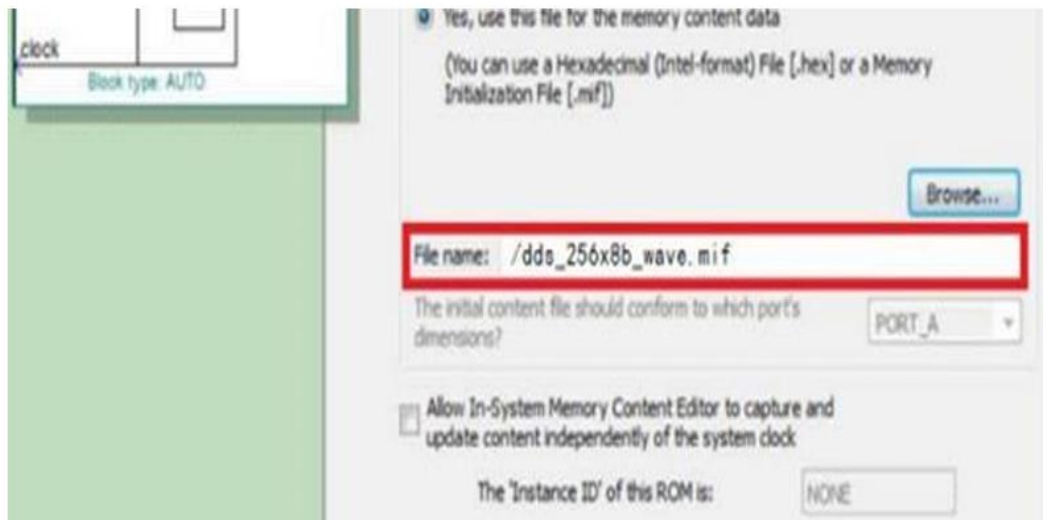 clock
Block type: AUTO
Yes, use this file for the memory content data
(You can use a Hexadecimal (Intel-format) File [.hex] or a Memory
Initialization File [.mif])
Browse...
File name: /dds_256x8b_wave.mif
The initial content file should conform to which port's
dimensions?
PORT_A
Allow In-System Memory Content Editor to capture and
update content independently of the system clock
The 'Instance ID' of this ROM is:
NONE